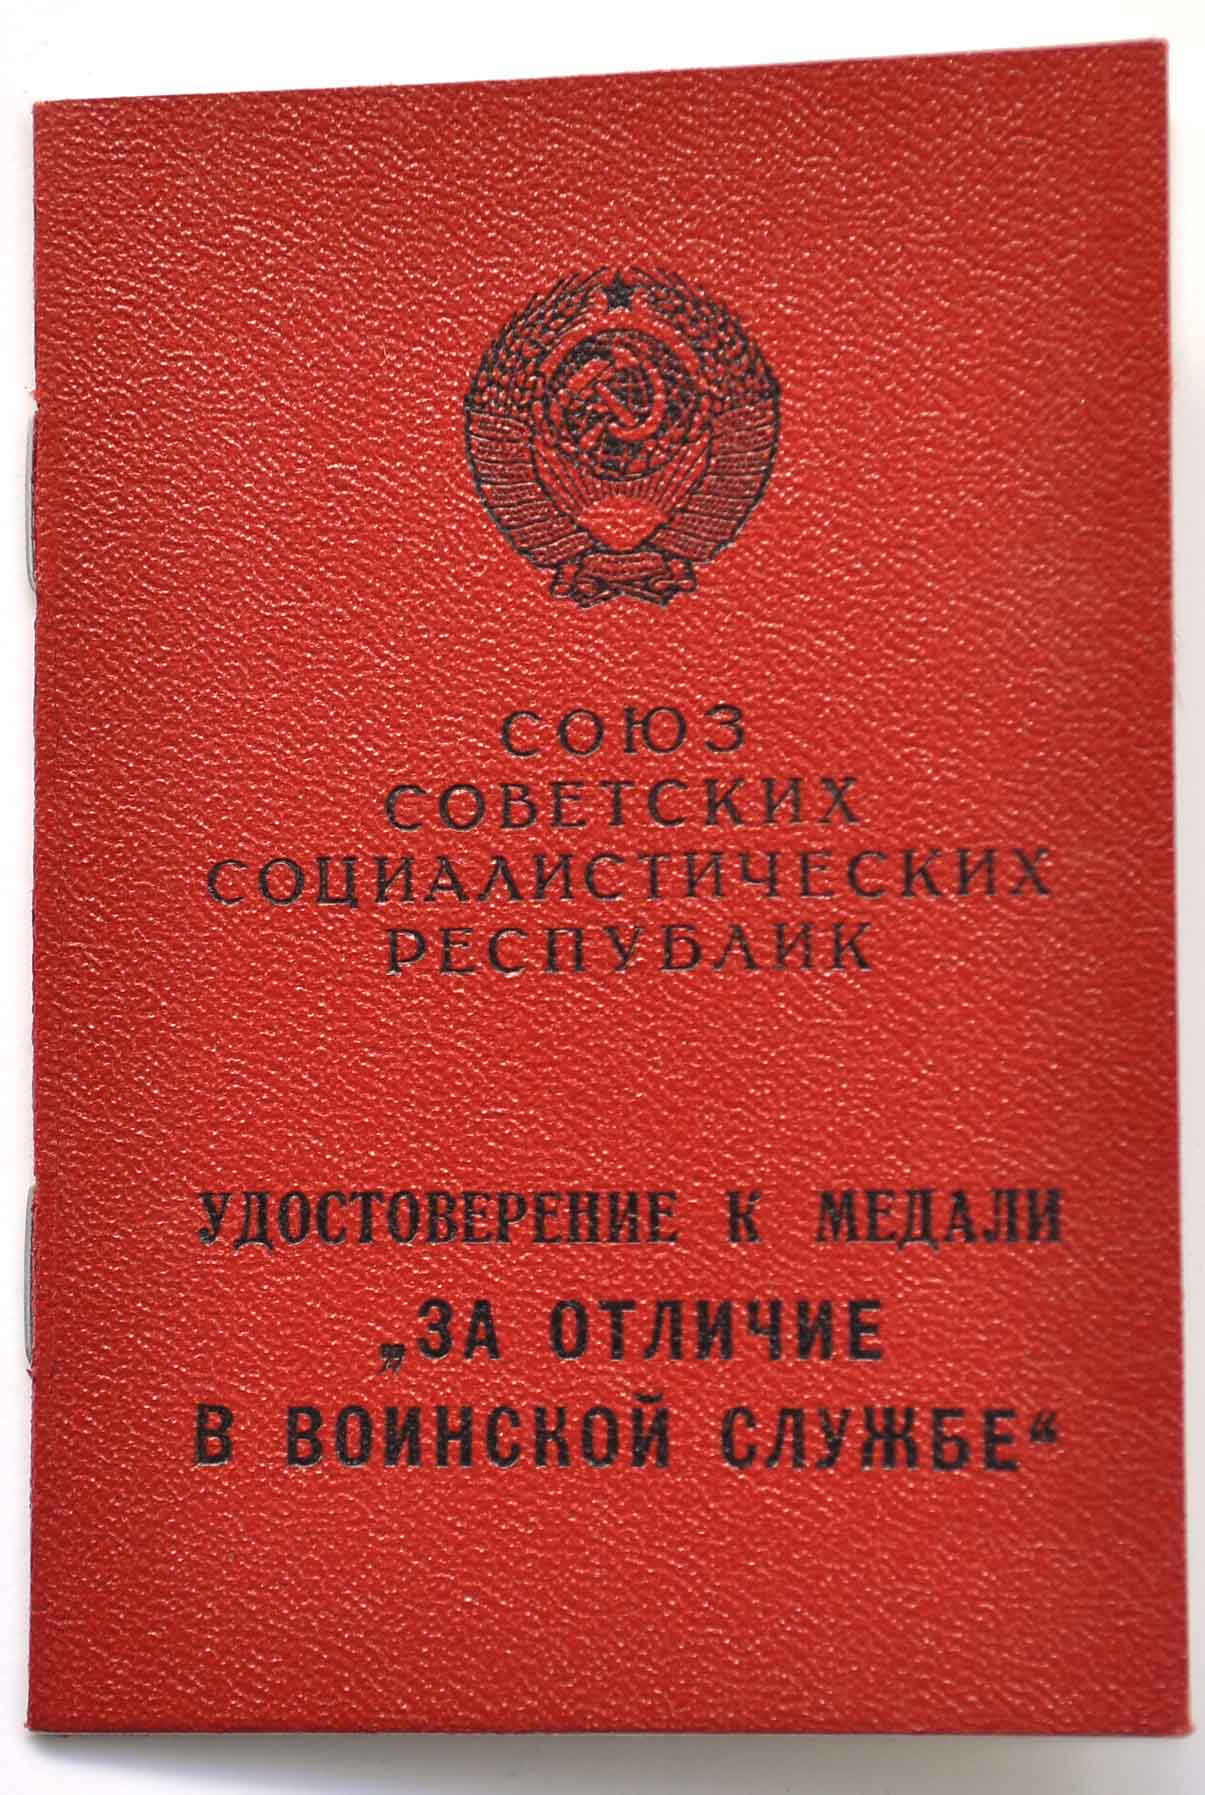 СОЮЗ
СОВЕТСКИХ
СОЦИАЛИСТИЧЕСКИХ
РЕСПУБЛИК
УДОСТОВЕРЕНИЕ К МЕДАЛИ
„ЗА ОТЛИЧИЕ
В ВОИНСКОЙ СЛУЖБЕ“